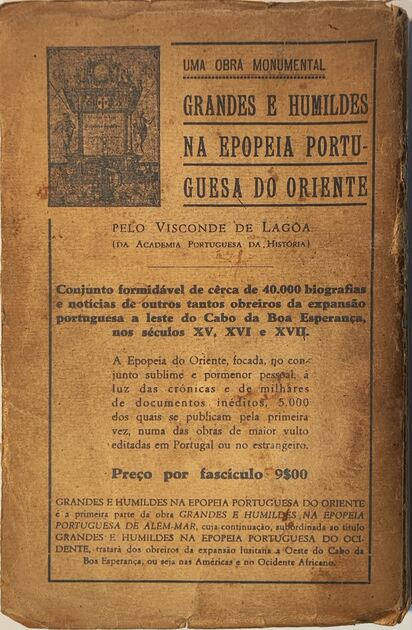 UMA OBRA MONUMENTAL
GRANDES E HUMILDES
NA EPOPEIA PORTU-
GUESA DO ORIENTE
PELO VISCONDE DE LAGÔA
(DA ACADEMIA PORTUGUESA DA HISTÓRIA)
Conjunto formidável de cêrca de 40.000 biografias
e notícias de outros tantos obreiros da expansão
portuguesa a leste do Cabo da Boa Esperança,
nos séculos XV, XVI e XVII.
A Epopeia do Oriente, focada, no con-
junto sublime e pormenor pessoal, á
luz das crónicas e de milhares
de documentos inéditos, 5.000
dos quais se publicam pela primeira
vez, numa das obras de maior vulto
editadas em Portugal ou no estrangeiro.
Preço por fascículo 9$00
GRANDES E HUMILDES NA EPOPEIA PORTUGUESA DO ORIENTE
é a primeira parte da obra GRANDES E HUMILDES NA EPOPEIA
PORTUGUESA DE ALEM-MAR, cuja continuação, subordinada ao titulo
GRANDES E HUMILDES NA EPOPEIA PORTUGUESA DO OCI-
DENTE, tratará dos obreiros da expansão lusitana a Oeste do Cabo da
Boa Esperança, ou seja nas Américas e no Ocidente Africano.